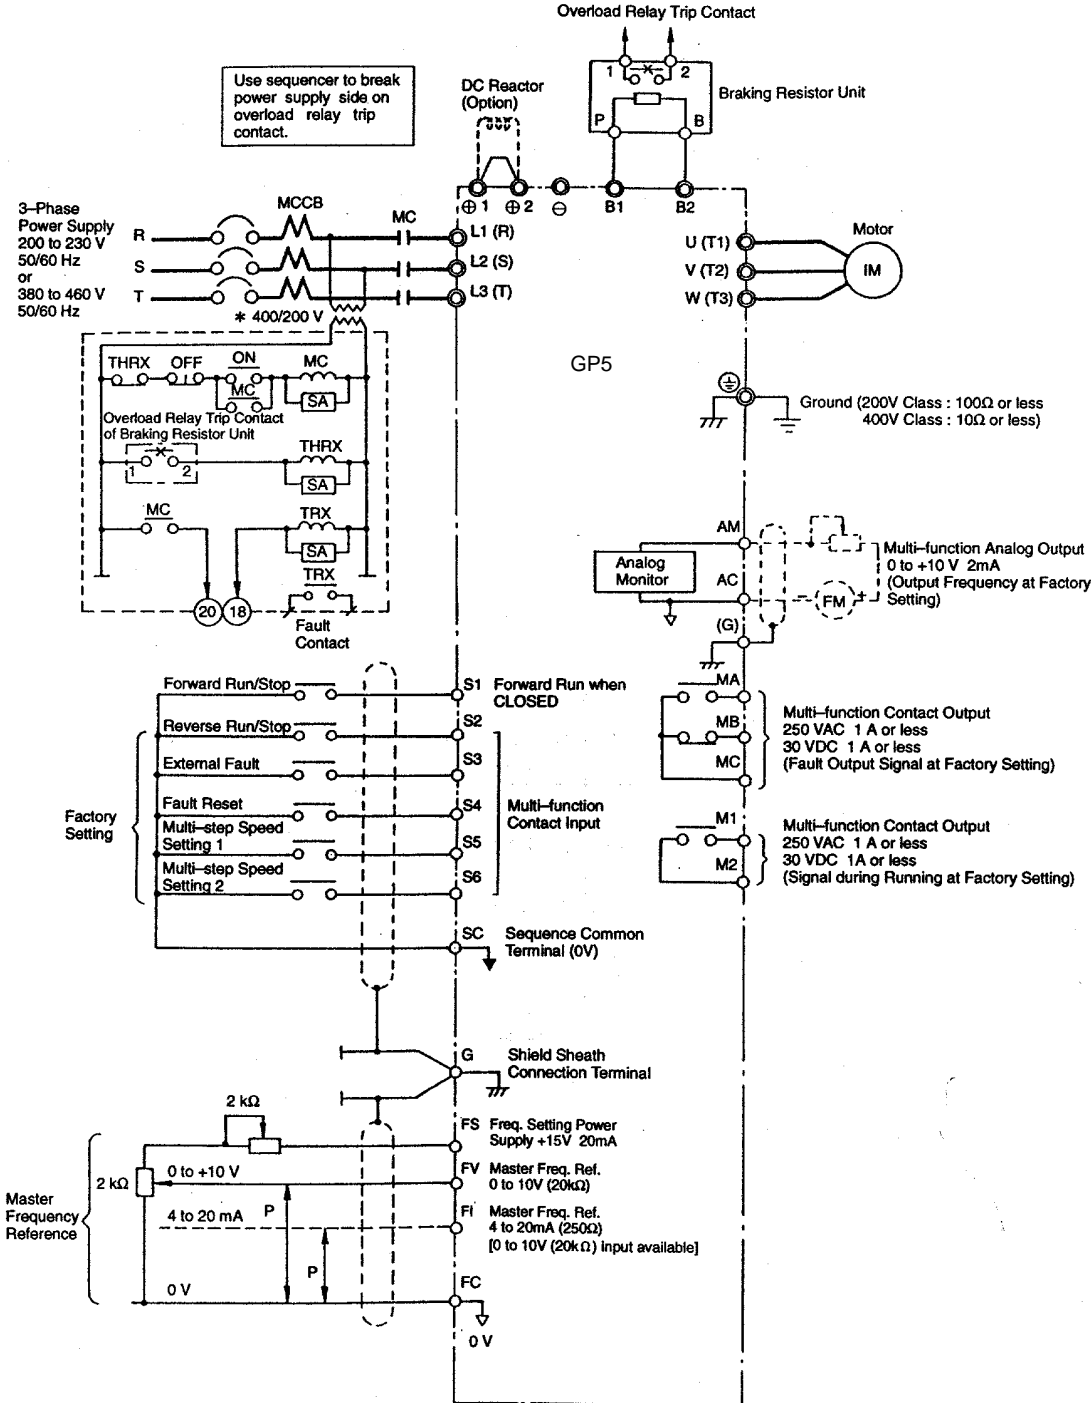 Overload Relay Trip Contact
1
2
Braking Resistor Unit
P
B
Use sequencer to break
power supply side on
overload relay trip
contact.
DC Reactor
(Option)
⊕ 1
⊕ 2
⊖
B1
B2
3–Phase
Power Supply
200 to 230 V
50/60 Hz
or
380 to 460 V
50/60 Hz
MCCB
MC
R
S
T
L1 (R)
L2 (S)
L3 (T)
* 400/200 V
U (T1)
V (T2)
W (T3)
Motor
IM
GP5
Ground (200V Class : 100Ω or less
400V Class : 10Ω or less)
THRX
OFF
ON
MC
MC
SA
Overload Relay Trip Contact
of Braking Resistor Unit
1
2
THRX
SA
MC
TRX
SA
TRX
20
18
Fault
Contact
Analog
Monitor
AM
AC
(G)
–
FM
+
Multi–function Analog Output
0 to +10 V 2mA
(Output Frequency at Factory
Setting)
Factory
Setting
Forward Run/Stop
Reverse Run/Stop
External Fault
Fault Reset
Multi–step Speed
Setting 1
Multi–step Speed
Setting 2
S1
Forward Run when
CLOSED
S2
S3
S4
S5
S6
Multi–function
Contact Input
SC
Sequence Common
Terminal (0V)
MA
MB
MC
Multi–function Contact Output
250 VAC 1 A or less
30 VDC 1 A or less
(Fault Output Signal at Factory Setting)
M1
M2
Multi–function Contact Output
250 VAC 1 A or less
30 VDC 1A or less
(Signal during Running at Factory Setting)
G
Shield Sheath
Connection Terminal
Master
Frequency
Reference
2 kΩ
2 kΩ
0 to +10 V
4 to 20 mA
0 V
P
P
FS
Freq. Setting Power
Supply +15V 20mA
FV
Master Freq. Ref.
0 to 10V (20kΩ)
FI
Master Freq. Ref.
4 to 20mA (250Ω)
[0 to 10V (20kΩ) Input available]
FC
0 V